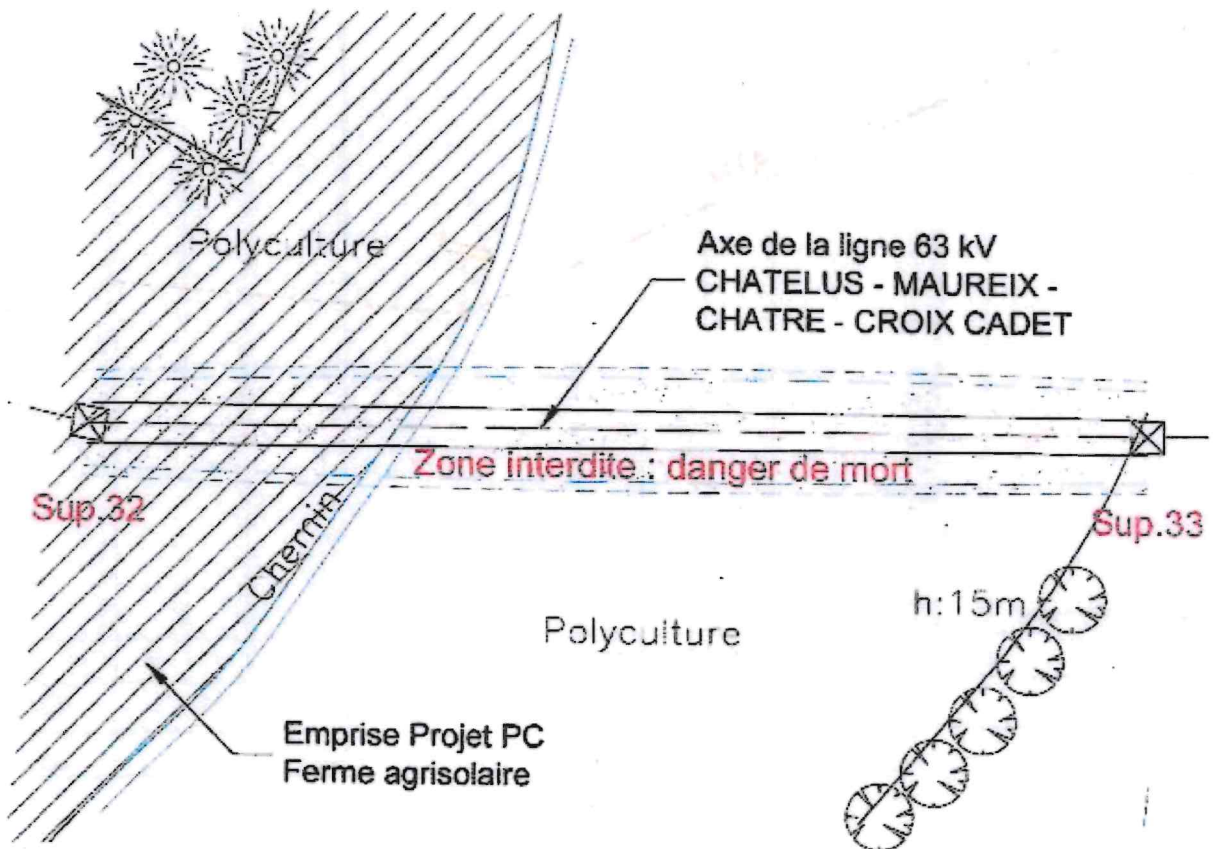 Polyculture
Axe de la ligne 63 kV
CHATELUS - MAUREIX -
CHATRE - CROIX CADET
Zone interdite : danger de mort
Sup.32
Sup.33
Chemin
h:15m
Polyculture
Emprise Projet PC
Ferme agrisolaire